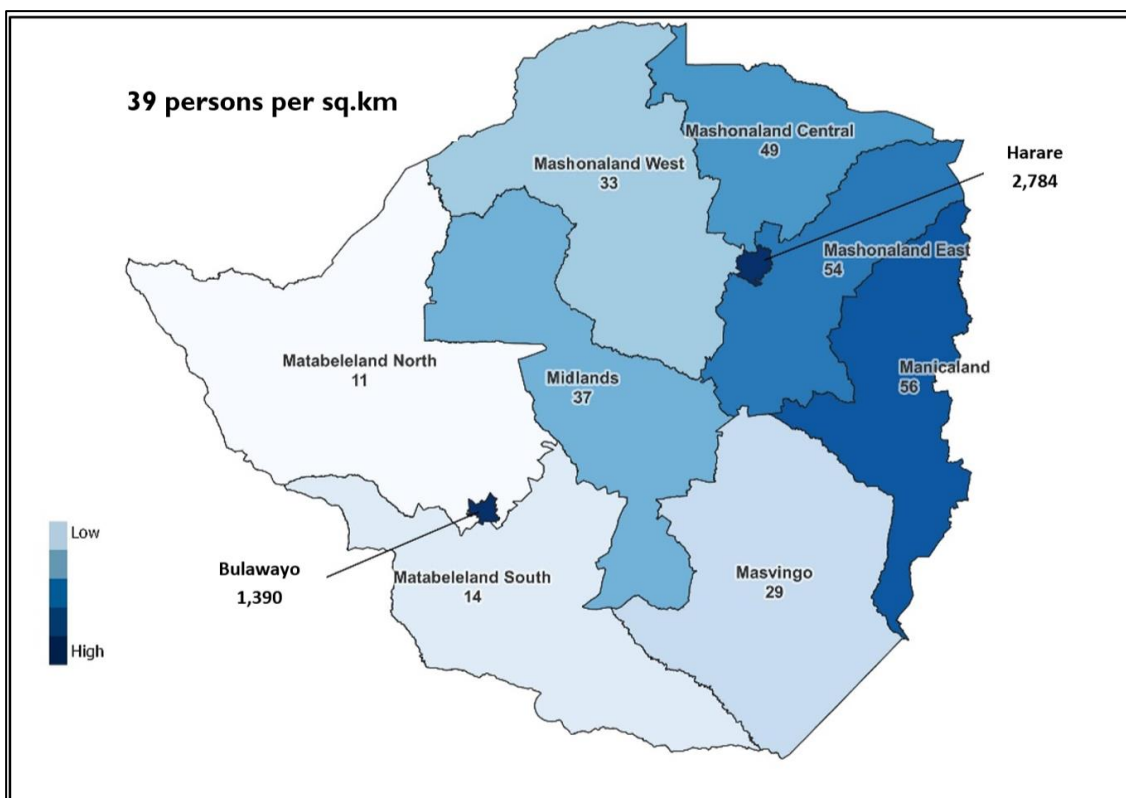 39 persons per sq.km
Mashonaland Central
49
Harare
2,784
Mashonaland West
33
Mashonaland East
54
Matabeleland North
11
Midlands
37
Manicaland
56
Low
High
Bulawayo
1,390
Matabeleland South
14
Masvingo
29